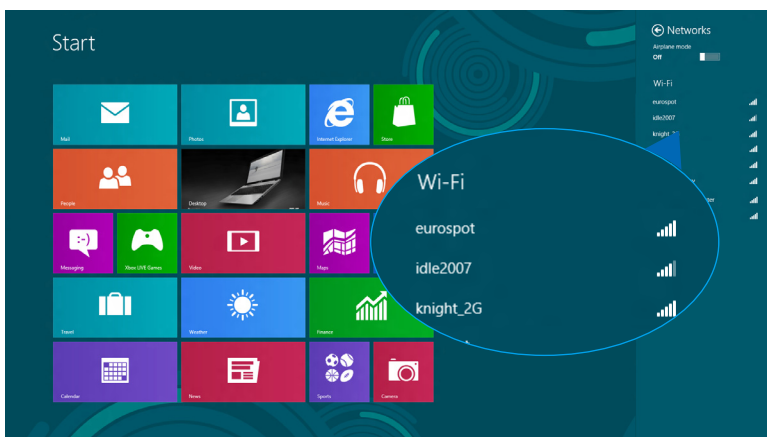 Start
Mail
Photos
Internet Explorer
Store
People
Desktop
Music
Messaging
Xbox LIVE Games
Video
Maps
Travel
Weather
Finance
Calendar
News
Sports
Camera
Networks
Airplane mode
Off
Wi-Fi
eurospot
idle2007
knight
Wi-Fi
eurospot
idle2007
knight_2G